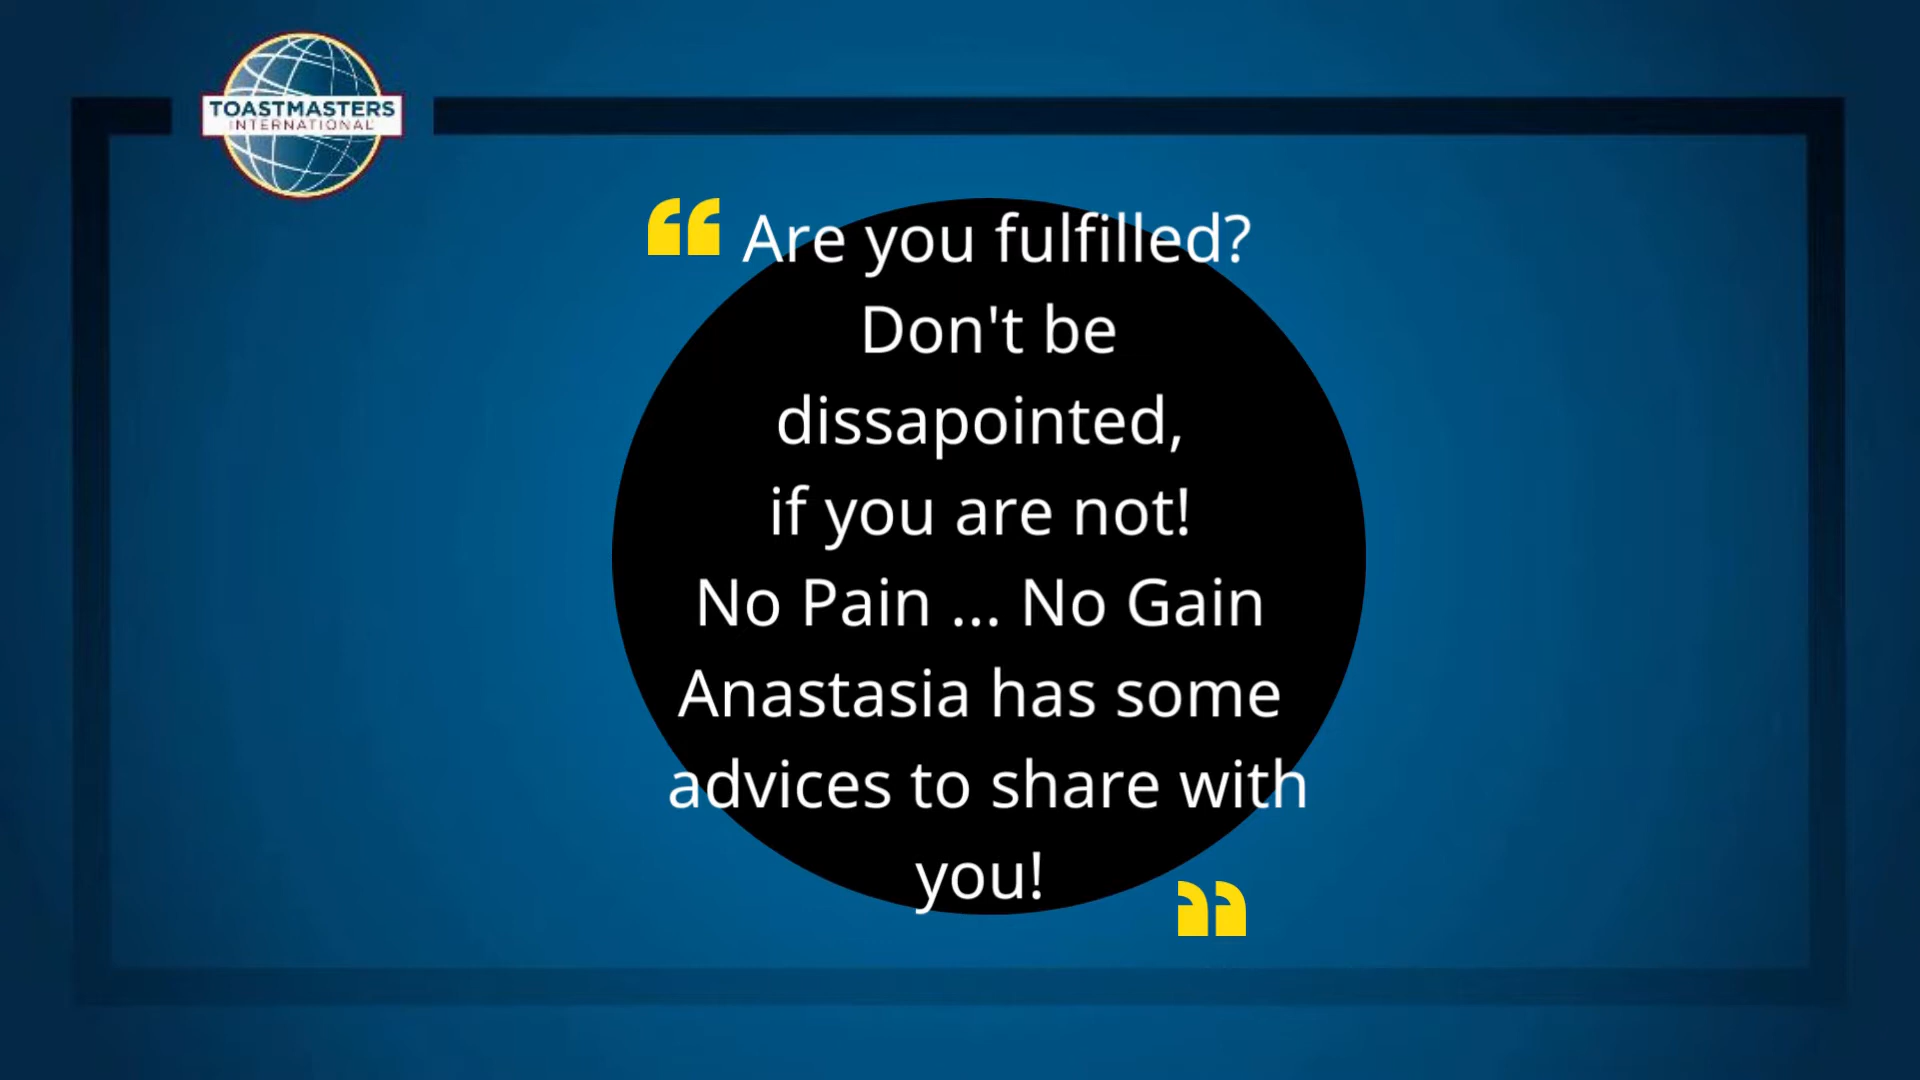 TOASTMASTERS
INTERNATIONAL
“ Are you fulfilled?
Don't be
dissapointed,
if you are not!
No Pain ... No Gain
Anastasia has some
advices to share with
you! ”